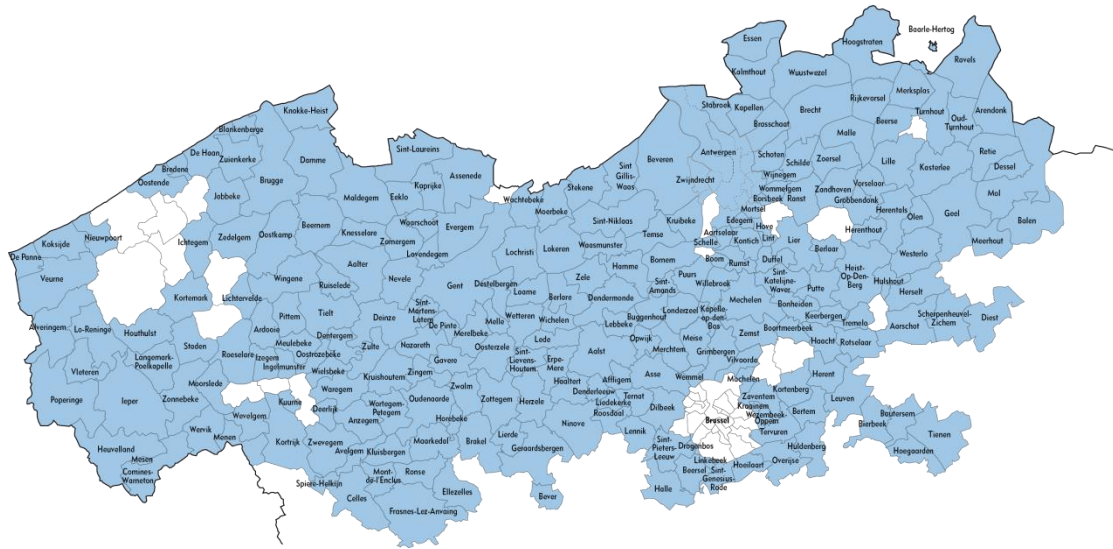 Baarle-Hertog
Essen
Hoogstraten
Ravels
Kalmthout
Wuustwezel
Merksplas
Rijkevorsel
Arendonk
Knokke-Heist
Stabroek
Kapellen
Brecht
Turnhout
Beerse
Oud-
Turnhout
Brasschaat
Blankenberge
Malle
Retie
De Haan
Zuienkerke
Sint-Laureins
Antwerpen
Schoten
Schilde
Zoersel
Lille
Kasterlee
Dessel
Bredene
Damme
Assenede
Sint
Gillis-
Waas
Beveren
Wijnegem
Oostende
Brugge
Kaprijke
Stekene
Zwijndrecht
Wommelgem
Zandhoven
Vorselaar
Mol
Jabbeke
Maldegem
Eeklo
Wachtebeke
Borsbeek
Ranst
Grobbendonk
Moerbeke
Mortsel
Herentals
Geel
Olen
Balen
Beernem
Waarschoot
Sint-Niklaas
Kruibeke
Edegem
Hove
Herenthout
Nieuwpoort
Zedelgem
Oostkamp
Knesselare
Evergem
Temse
Aartselaar
Kontich
Lint
Lier
Koksijde
Ichtegem
Zomergem
Lochristi
Lokeren
Waasmunster
Schelle
Berlaar
Westerlo
Meerhout
De Panne
Aalter
Lovendegem
Hamme
Bornem
Boom
Rumst
Duffel
Veurne
Wingene
Ruiselede
Nevele
Gent
Destelbergen
Zele
Puurs
Willebroek
Sint-
Katelijne-
Waver
Putte
Heist-
Op-Den-
Berg
Hulshout
Herselt
Kortemark
Lichtervelde
Laarne
Berlare
Dendermonde
Sint-
Amands
Mechelen
Bonheiden
Tielt
Sint-
Martens-
Latem
Londerzeel
Kapelle-
op-den-
Bos
Keerbergen
Scherpenheuvel-
Zichem
Diest
Alveringem
Lo-Reninge
Houthulst
Pittem
Deinze
De Pinte
Melle
Wetteren
Wichelen
Buggenhout
Lebbeke
Tremelo
Aarschot
Staden
Ardooie
Dentergem
Merelbeke
Zemst
Boortmeerbeek
Roeselare
Meulebeke
Nazareth
Oosterzele
Lede
Opwijk
Meise
Haacht
Rotselaar
Vleteren
Langemark-
Poelkapelle
Izegem
Oostrozebeke
Zulte
Gavere
Sint-
Lievens-
Houtem
Erpe-
Mere
Aalst
Merchtem
Grimbergen
Ingelmunster
Wielsbeke
Vilvoorde
Moorslede
Kruishoutem
Zingem
Haaltert
Affligem
Asse
Wemmel
Machelen
Herent
Poperinge
Ieper
Zonnebeke
Waregem
Oudenaarde
Zwalm
Denderleeuw
Kortenberg
Kuurne
Wortegem-
Petegem
Zottegem
Herzele
Liedekerke
Ternat
Zaventem
Leuven
Deerlijk
Dilbeek
Kraainem
Wezembeek-
Oppem
Bertem
Boutersem
Wevelgem
Anzegem
Horebeke
Roosdaal
Brussel
Bierbeek
Wervik
Ninove
Tervuren
Tienen
Menen
Kortrijk
Zwevegem
Maarkedal
Lierde
Lennik
Drogenbos
Heuvelland
Avelgem
Kluisbergen
Brakel
Geraardsbergen
Sint-
Pieters-
Leeuw
Huldenberg
Hoegaarden
Mesen
Linkebeek
Overijse
Comines-
Warneton
Mont-
de-l'Enclus
Ronse
Beersel
Sint-
Genesius-
Rode
Hoeilaart
Spiere-Helkijn
Ellezelles
Halle
Celles
Bever
Frasnes-Lez-Anvaing